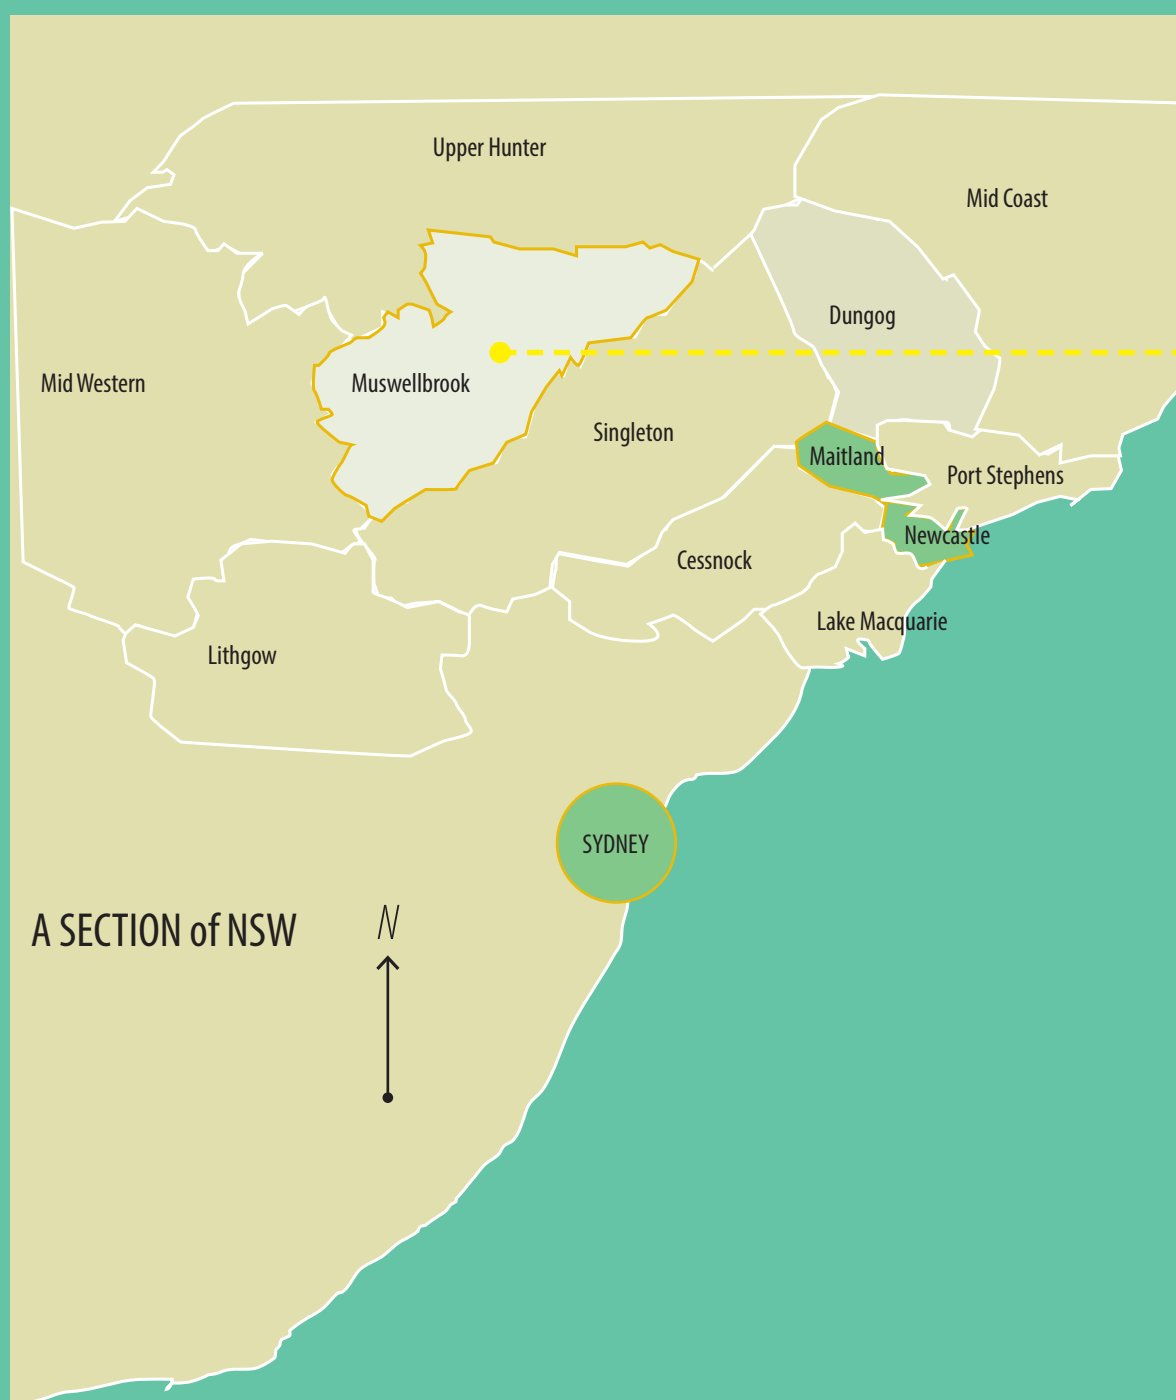 Upper Hunter
Mid Coast
Dungog
Mid Western
Muswellbrook
Singleton
Maitland
Port Stephens
Newcastle
Cessnock
Lake Macquarie
Lithgow
SYDNEY
A SECTION of NSW
N